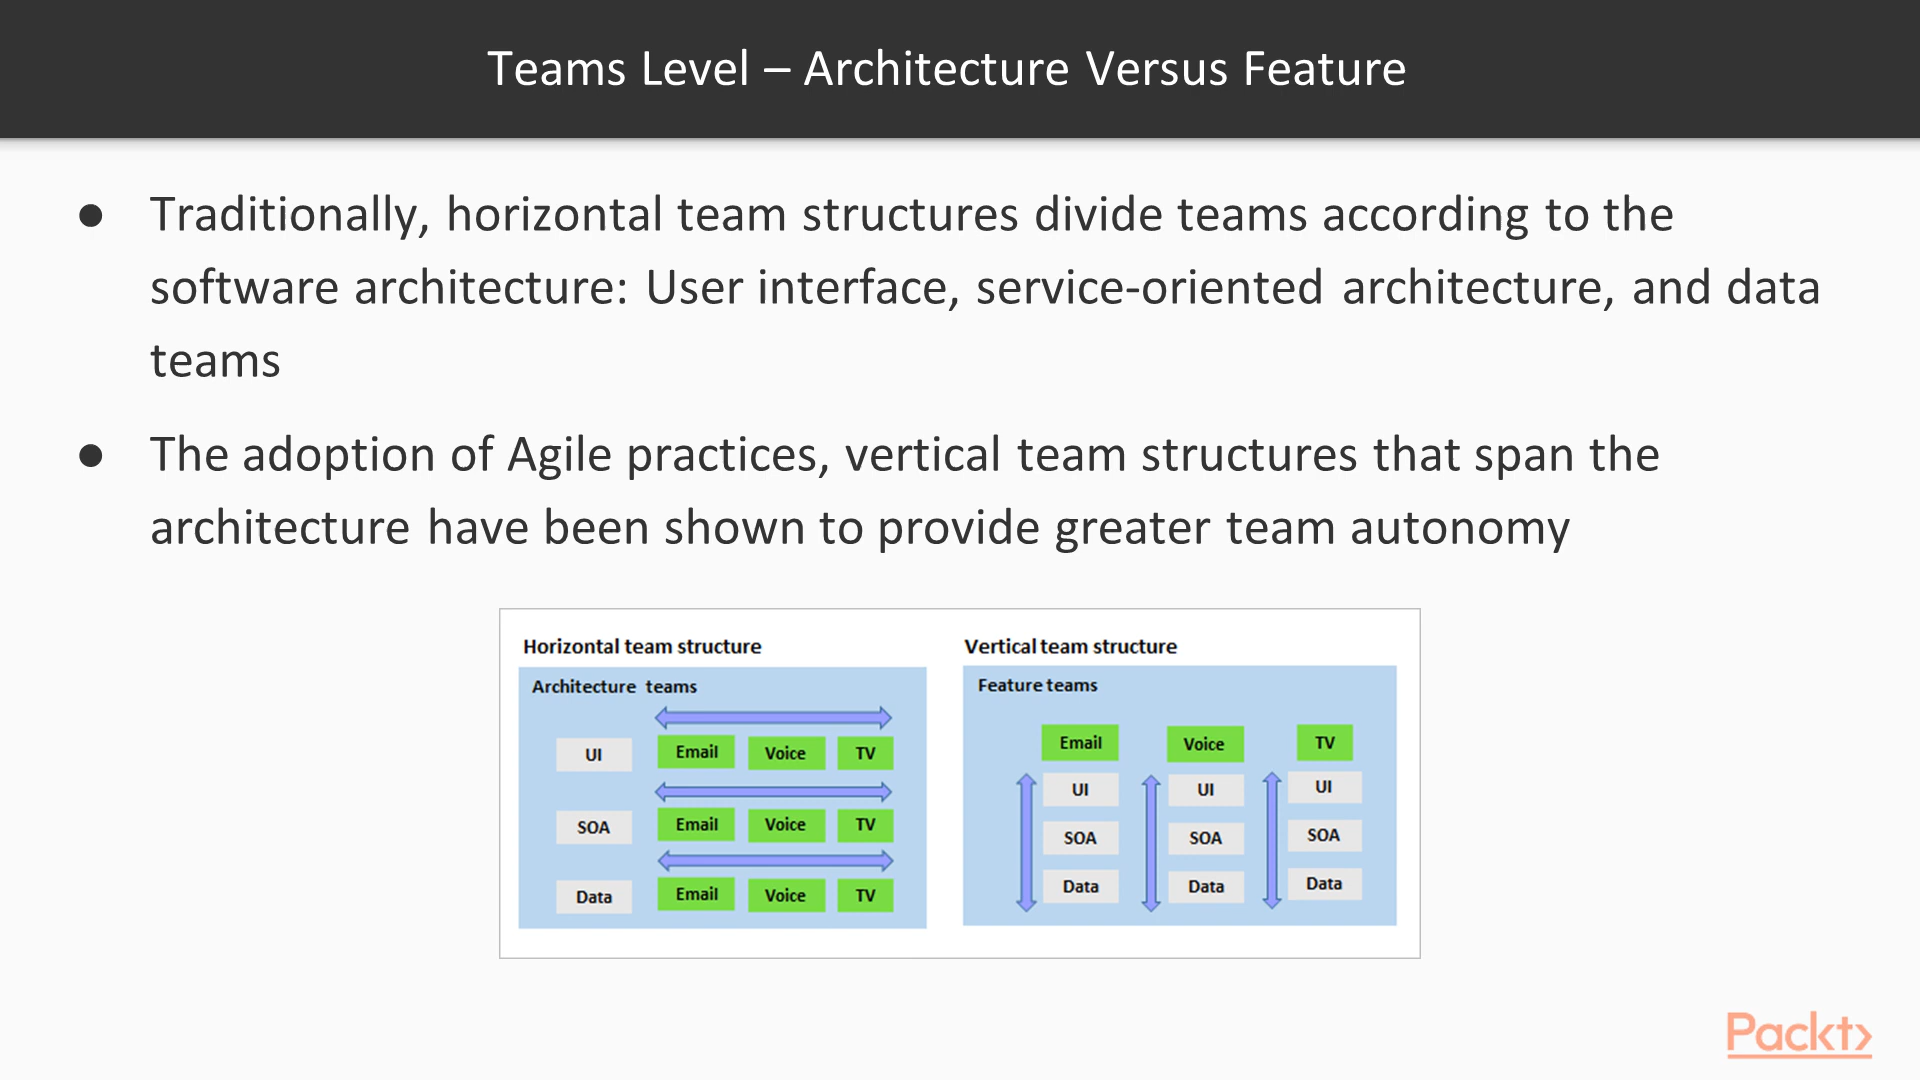 Teams Level – Architecture Versus Feature
● Traditionally, horizontal team structures divide teams according to the
software architecture: User interface, service-oriented architecture, and data
teams
● The adoption of Agile practices, vertical team structures that span the
architecture have been shown to provide greater team autonomy
Horizontal team structure
Architecture teams
UI Email Voice TV
SOA Email Voice TV
Data Email Voice TV
Vertical team structure
Feature teams
Email Voice TV
UI UI UI
SOA SOA SOA
Data Data Data
Packt>